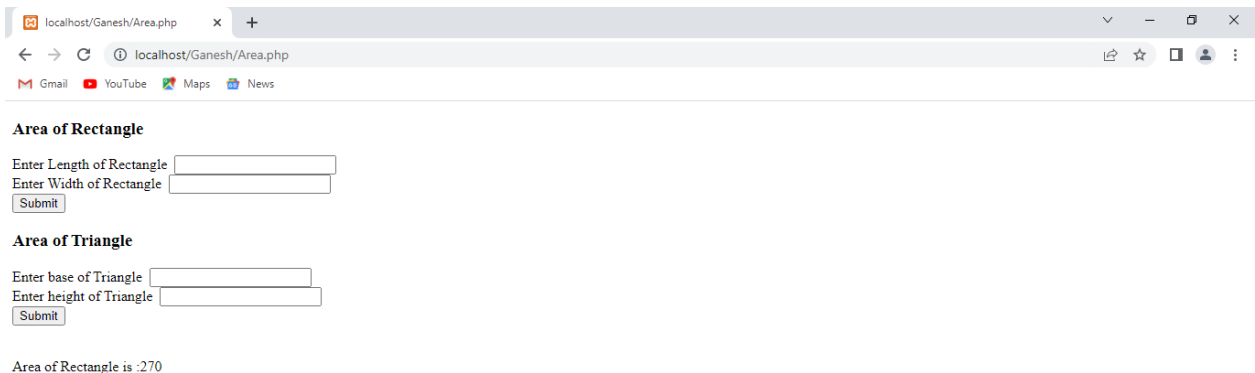 localhost/Ganesh/Area.php
localhost/Ganesh/Area.php
Gmail YouTube Maps News
Area of Rectangle
Enter Length of Rectangle
Enter Width of Rectangle
Submit
Area of Triangle
Enter base of Triangle
Enter height of Triangle
Submit
Area of Rectangle is :270